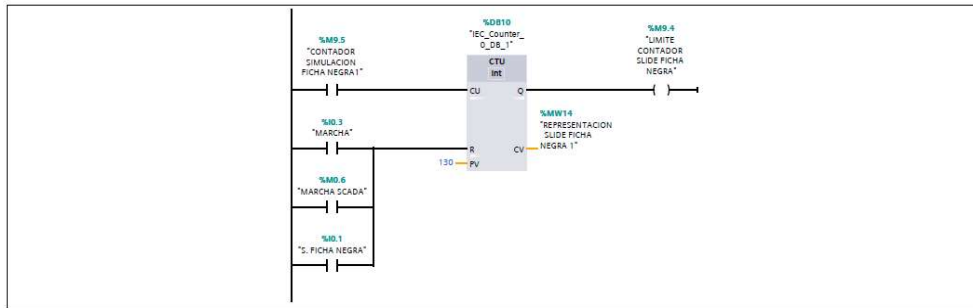 %DB10
"IEC_Counter_
0_DB_1"
%M9.5
"CONTADOR
SIMULACION
FICHA NEGRA1"
CTU
Int
CU
Q
%M9.4
"LIMITE
CONTADOR
SLIDE FICHA
NEGRA"
%I0.3
"MARCHA"
R
130
PV
CV
%MW14
"REPRESENTACION
SLIDE FICHA
NEGRA 1"
%M0.6
"MARCHA SCADA"
%I0.1
"S. FICHA NEGRA"